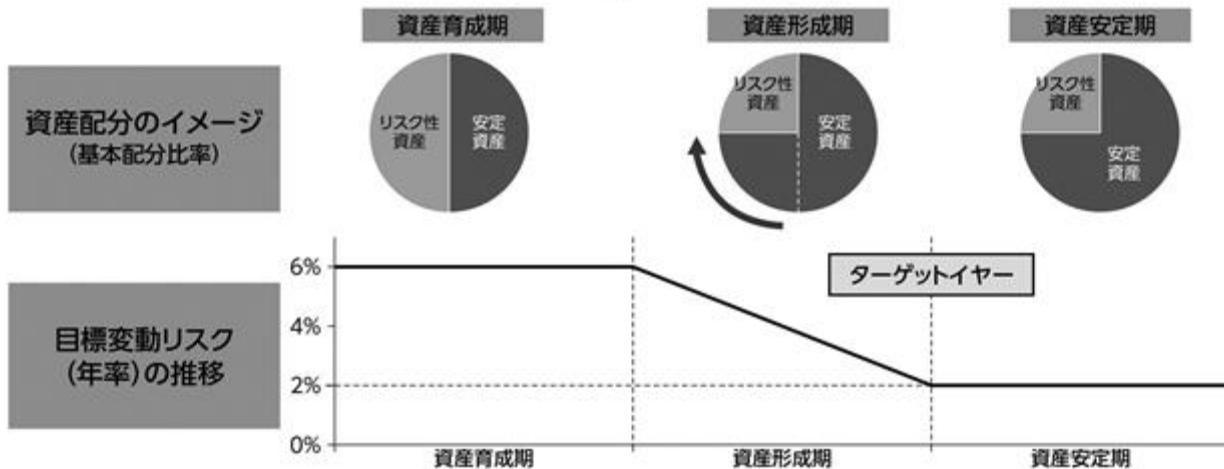 資産育成期
資産形成期
資産安定期
資産配分のイメージ
(基本配分比率)
リスク性
資産
安定
資産
リスク性
資産
安定
資産
リスク性
資産
安定
資産
目標変動リスク
(年率)の推移
6%
4%
2%
0%
ターゲットイヤー
資産育成期
資産形成期
資産安定期